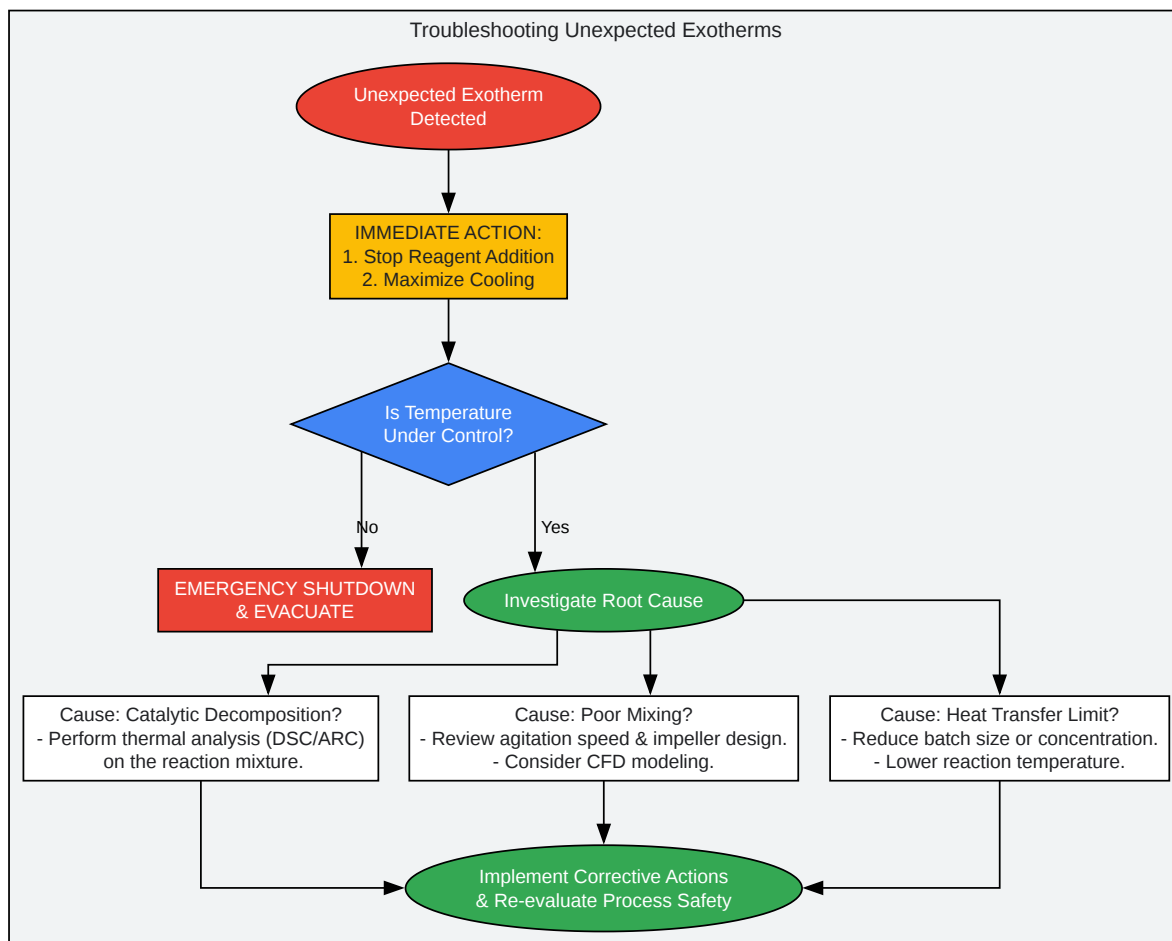 Troubleshooting Unexpected Exotherms
Unexpected Exotherm
Detected
IMMEDIATE ACTION:
1. Stop Reagent Addition
2. Maximize Cooling
Is Temperature
Under Control?
No
Yes
EMERGENCY SHUTDOWN
& EVACUATE
Investigate Root Cause
Cause: Catalytic Decomposition?
- Perform thermal analysis (DSC/ARC)
on the reaction mixture.
Cause: Poor Mixing?
- Review agitation speed & impeller design.
- Consider CFD modeling.
Cause: Heat Transfer Limit?
- Reduce batch size or concentration.
- Lower reaction temperature.
Implement Corrective Actions
& Re-evaluate Process Safety